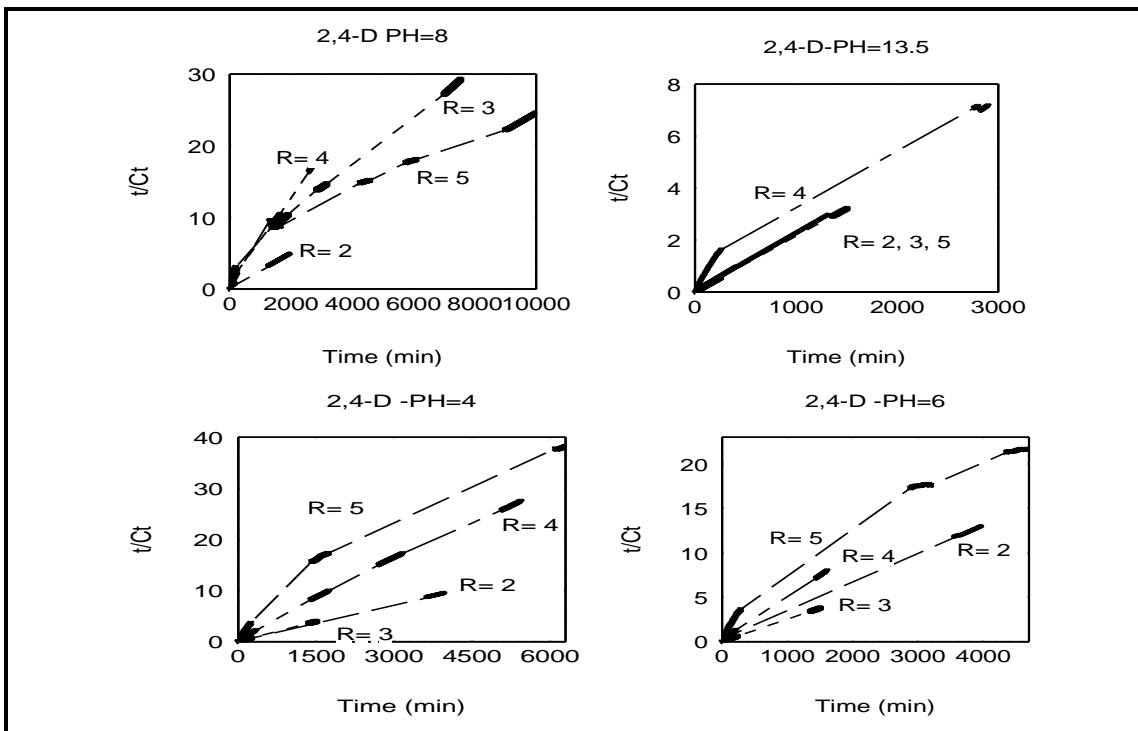 2,4-D PH=8
30
20
10
0
t/Ct
R= 3
R= 4
R= 5
R= 2
0 2000 4000 6000 8000 10000
Time (min)
2,4-D-PH=13.5
8
6
4
2
0
t/Ct
R= 4
R= 2, 3, 5
0 1000 2000 3000
Time (min)
2,4-D -PH=4
40
30
20
10
0
t/Ct
R= 5
R= 4
R= 2
R= 3
0 1500 3000 4500 6000
Time (min)
2,4-D -PH=6
20
15
10
5
0
t/Ct
R= 5
R= 4
R= 2
R= 3
0 1000 2000 3000 4000
Time (min)